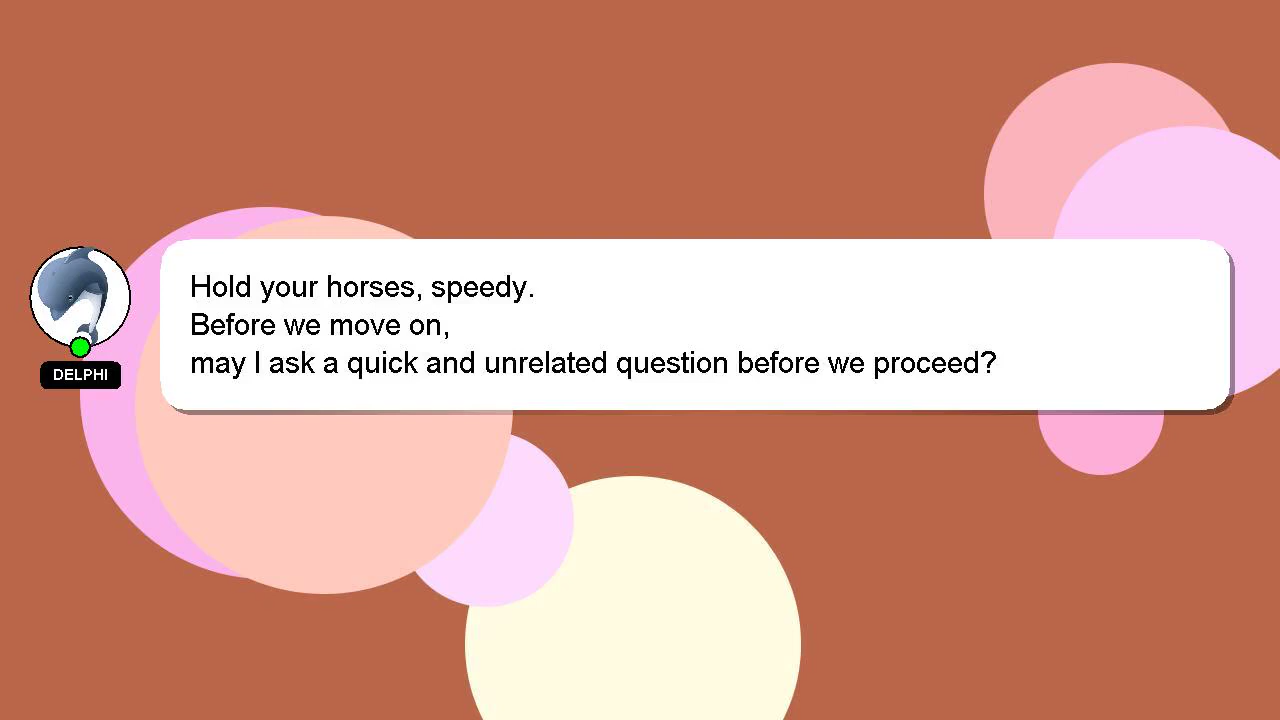 Hold your horses, speedy.
Before we move on,
may I ask a quick and unrelated question before we proceed?
DELPHI